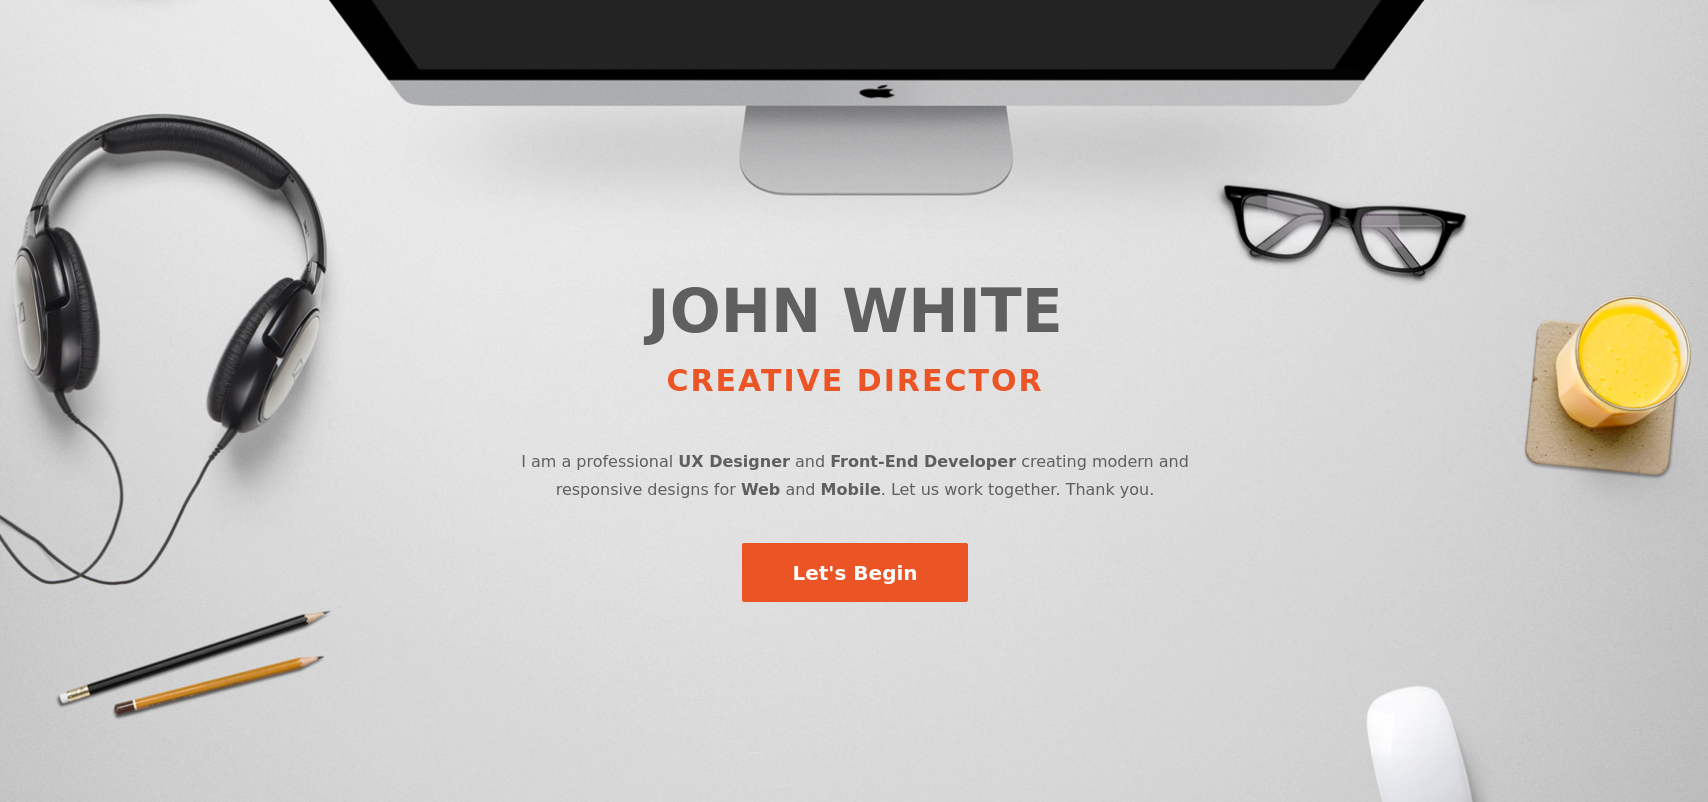 JOHN WHITE
CREATIVE DIRECTOR
I am a professional UX Designer and Front-End Developer creating modern and
responsive designs for Web and Mobile. Let us work together. Thank you.
Let's Begin